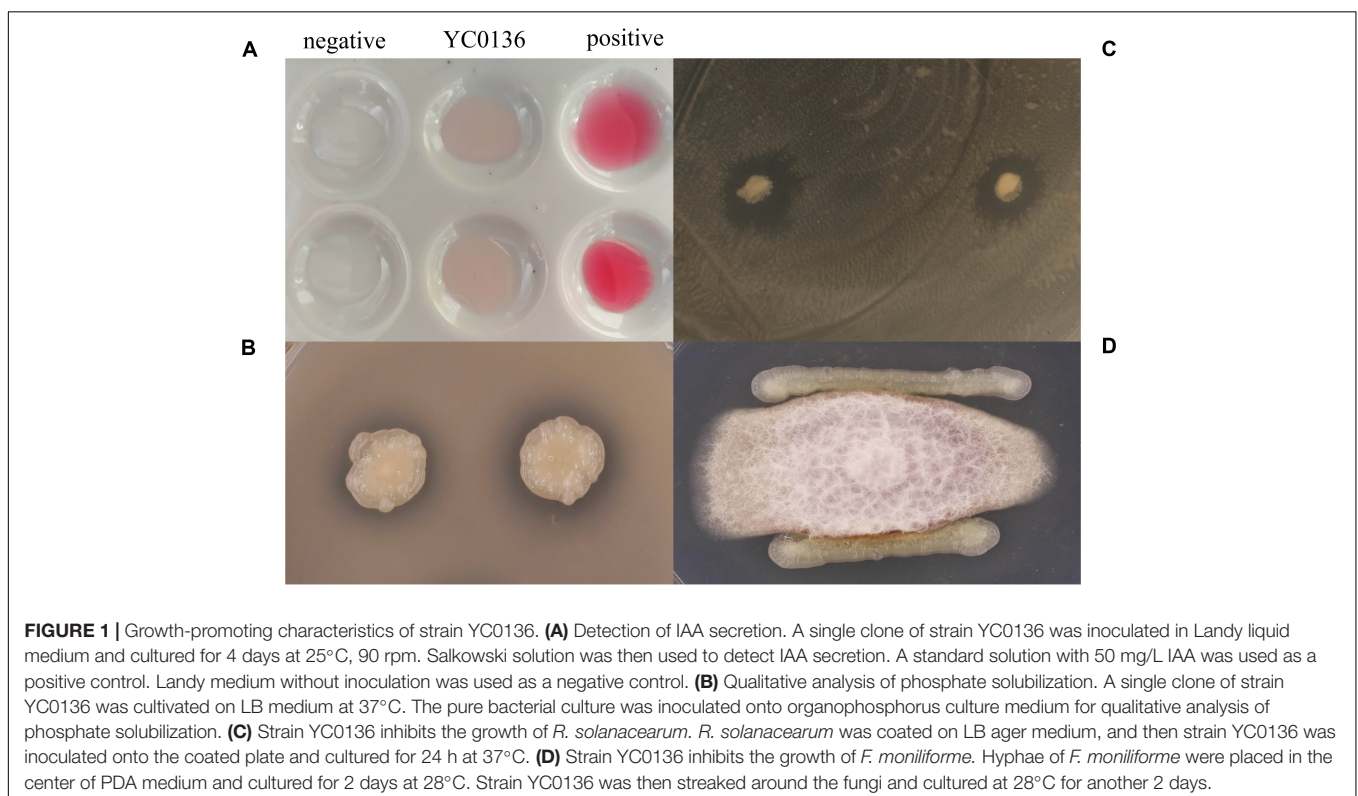 A
negative YC0136 positive
C
B
D
FIGURE 1 | Growth-promoting characteristics of strain YC0136. (A) Detection of IAA secretion. A single clone of strain YC0136 was inoculated in Landy liquid
medium and cultured for 4 days at 25°C, 90 rpm. Salkowski solution was then used to detect IAA secretion. A standard solution with 50 mg/L IAA was used as a
positive control. Landy medium without inoculation was used as a negative control. (B) Qualitative analysis of phosphate solubilization. A single clone of strain
YC0136 was cultivated on LB medium at 37°C. The pure bacterial culture was inoculated onto organophosphorus culture medium for qualitative analysis of
phosphate solubilization. (C) Strain YC0136 inhibits the growth of R. solanacearum. R. solanacearum was coated on LB ager medium, and then strain YC0136 was
inoculated onto the coated plate and cultured for 24 h at 37°C. (D) Strain YC0136 inhibits the growth of F. moniliforme. Hyphae of F. moniliforme were placed in the
center of PDA medium and cultured for 2 days at 28°C. Strain YC0136 was then streaked around the fungi and cultured at 28°C for another 2 days.